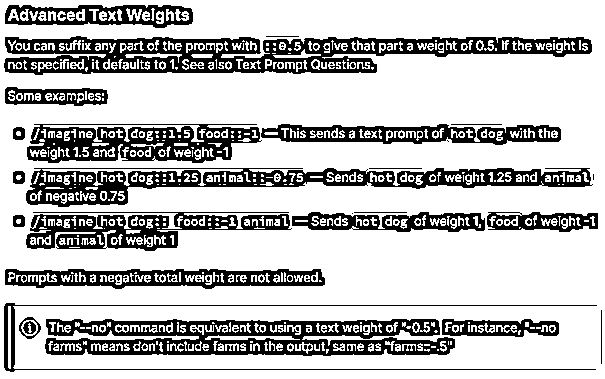 Advanced Text Weights
You can suffix any part of the prompt with ::0.5 to give that part a weight of 0.5. If the weight is
not specified, it defaults to 1. See also Text Prompt Questions.
Some examples:
/imagine hot dog::1.5 food::-1 — This sends a text prompt of hot dog with the
weight 1.5 and food of weight -1
/imagine hot dog::1.25 animal::-0.75 — Sends hot dog of weight 1.25 and animal
of negative 0.75
/imagine hot dog:: food::-1 animal — Sends hot dog of weight 1, food of weight -1
and animal of weight 1
Prompts with a negative total weight are not allowed.
The "--no" command is equivalent to using a text weight of "-0.5". For instance, "--no
farms" means don't include farms in the output, same as "farms::-.5"